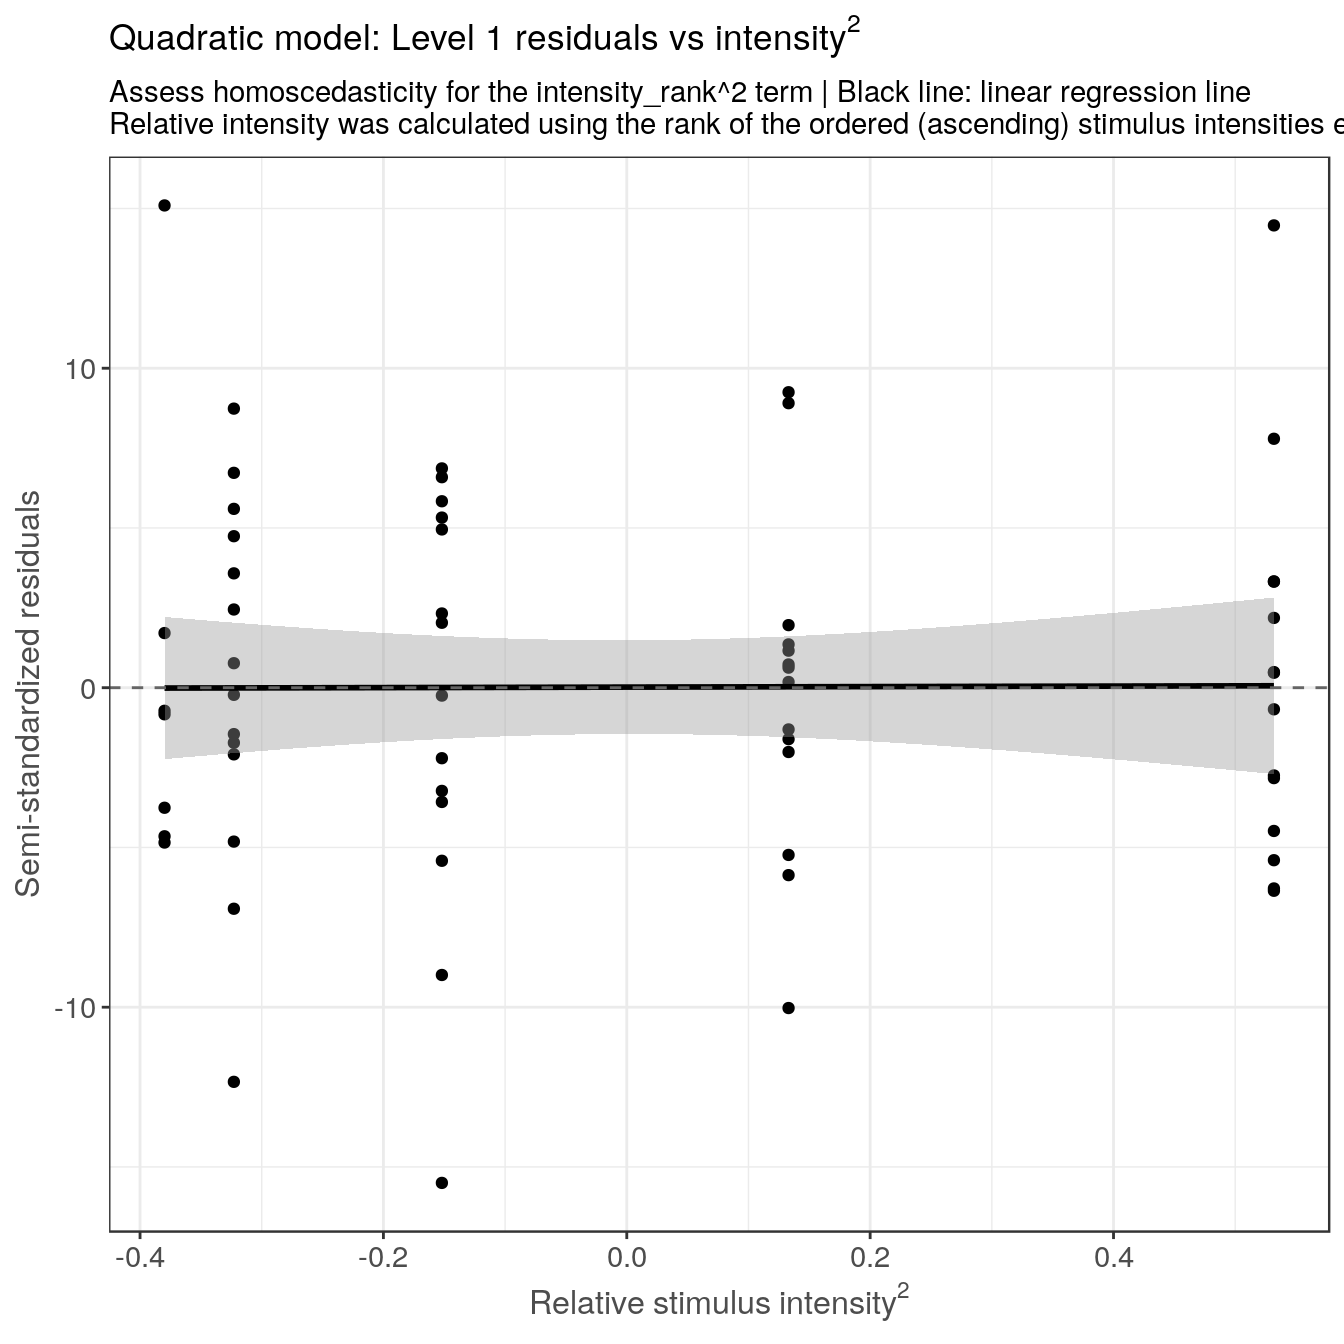 Quadratic model: Level 1 residuals vs intensity²
Assess homoscedasticity for the intensity_rank^2 term | Black line: linear regression line
Relative intensity was calculated using the rank of the ordered (ascending) stimulus intensities
10
0
-10
Semi-standardized residuals
-0.4
-0.2
0.0
0.2
0.4
Relative stimulus intensity²